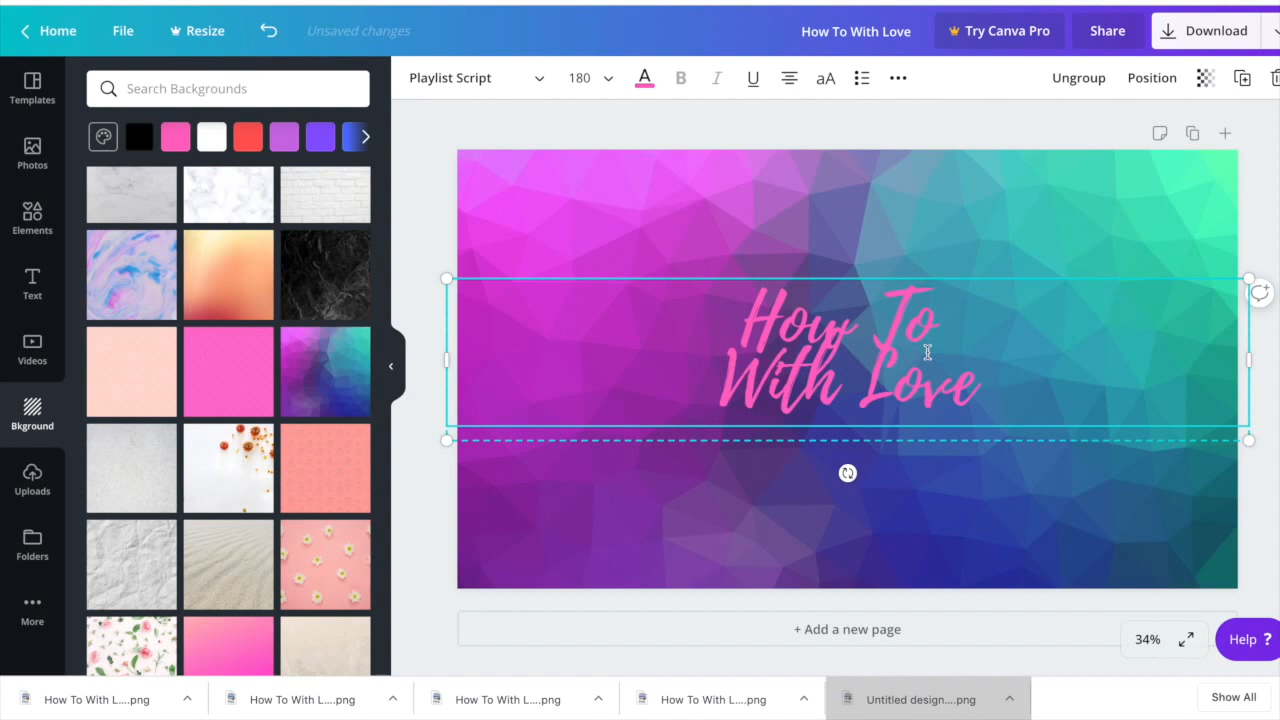 Home File Resize Unsaved changes How To With Love Try Canva Pro Share Download
Templates
Photos
Elements
Text
Videos
Bkground
Uploads
Folders
More
Search Backgrounds
Playlist Script 180 A B I U aA Ungroup Position
How To
With Love
+ Add a new page
34%
Help ?
How To With L....png How To With L....png How To With L....png How To With L....png Untitled design....png Show All